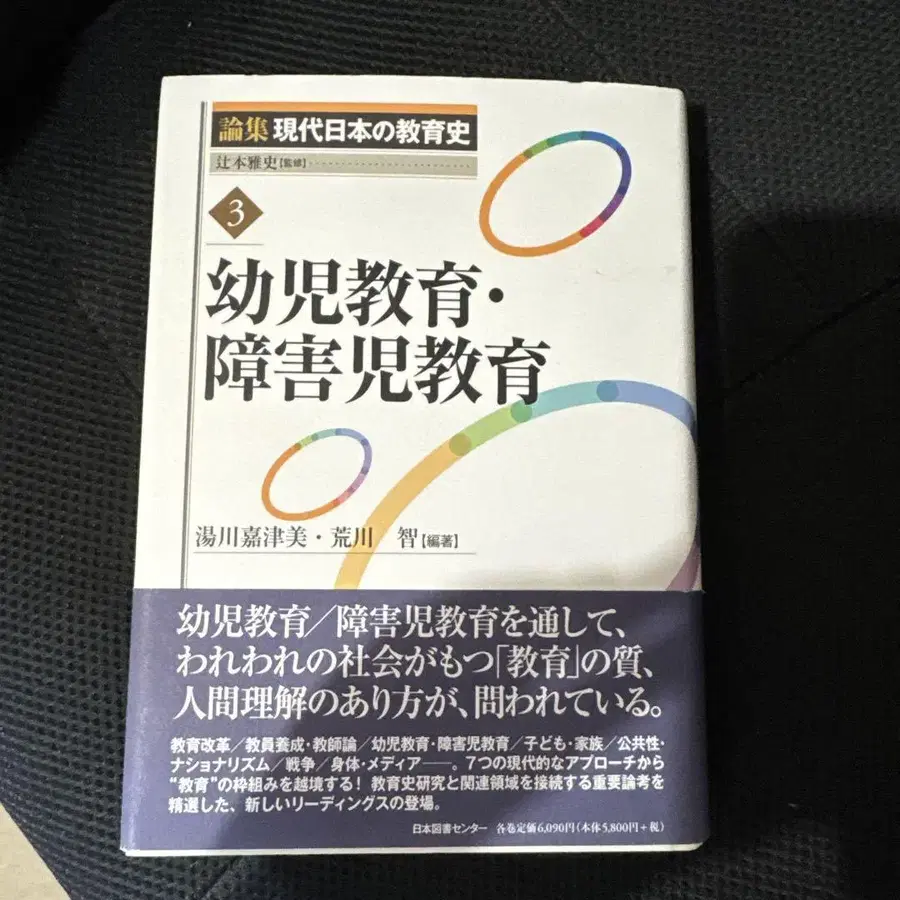 論集 現代日本の教育史
辻本雅史【監修】
3
幼児教育・
障害児教育
湯川嘉津美・荒川 智【編著】
幼児教育／障害児教育を通して、
われわれの社会がもつ「教育」の質、
人間理解のあり方が、問われている。
教育改革／教員養成・教師論／幼児教育・障害児教育／子ども・家族／公共性・
ナショナリズム／戦争／身体・メディア──。7つの現代的なアプローチから
“教育”の枠組みを越境する！ 教育史研究と関連領域を接続する重要論考を
精選した、新しいリーディングスの登場。
日本図書センター 各巻定価6,090円（本体5,800円＋税）